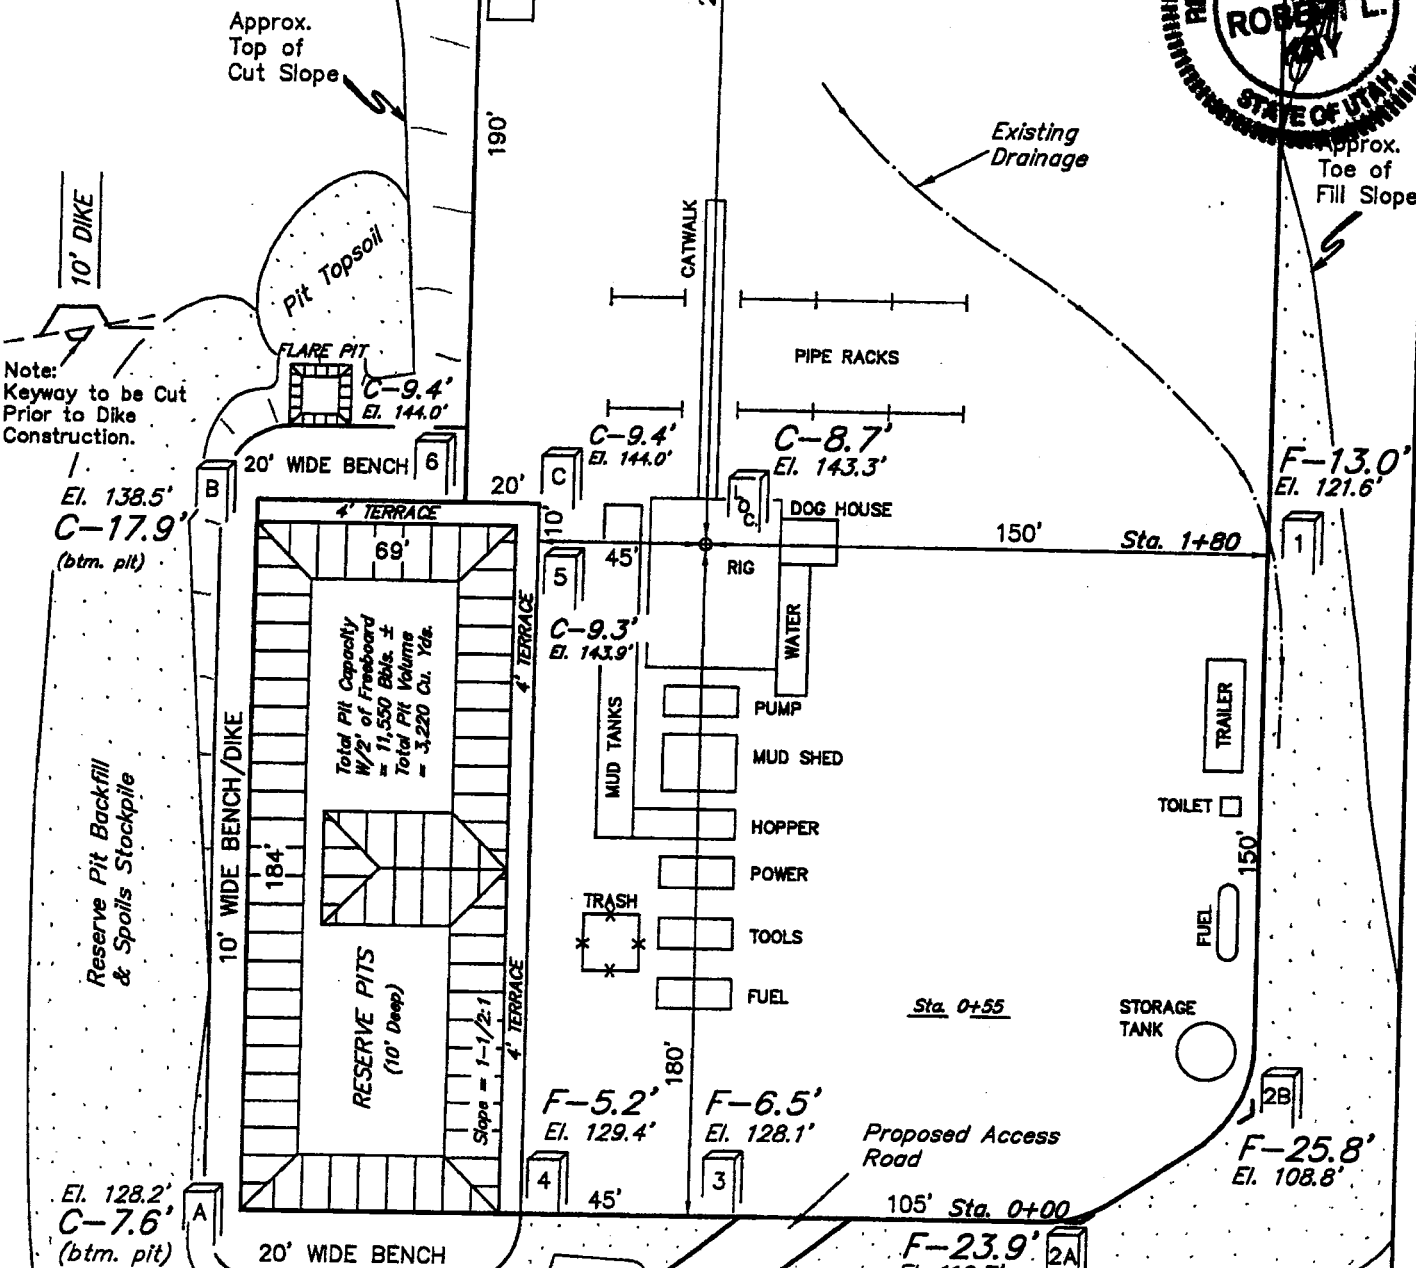 Approx.
Top of
Cut Slope
190'
ROBERT L.
KAY
STATE OF UTAH
Approx.
Toe of
Fill Slope
Existing
Drainage
10' DIKE
Pit Topsoil
CATWALK
PIPE RACKS
Note:
Keyway to be Cut
Prior to Dike
Construction.
FLARE PIT
C-9.4'
El. 144.0'
20' WIDE BENCH
6
B
El. 138.5'
C-17.9'
(btm. pit)
C-9.4'
El. 144.0'
C
20'
10'
C-8.7'
El. 143.3'
LOC.
DOG HOUSE
F-13.0'
El. 121.6'
1
4' TERRACE
69'
45'
5
RIG
150'
Sta. 1+80
C-9.3'
El. 143.9'
WATER
4' TERRACE
Total Pit Capacity
W/2' of Freeboard
= 11,550 Bbls. ±
Total Pit Volume
= 3,220 Cu. Yds.
MUD TANKS
PUMP
MUD SHED
HOPPER
POWER
TRASH
TOOLS
FUEL
TRAILER
TOILET
150'
FUEL
STORAGE
TANK
Sta. 0+55
10' WIDE BENCH/DIKE
184'
Reserve Pit Backfill
& Spoils Stockpile
RESERVE PITS
(10' Deep)
Slope = 1-1/2:1
4' TERRACE
180'
F-5.2'
El. 129.4'
F-6.5'
El. 128.1'
Proposed Access
Road
2B
F-25.8'
El. 108.8'
4
45'
3
105'
Sta. 0+00
El. 128.2'
C-7.6'
(btm. pit)
A
20' WIDE BENCH
F-23.9'
2A